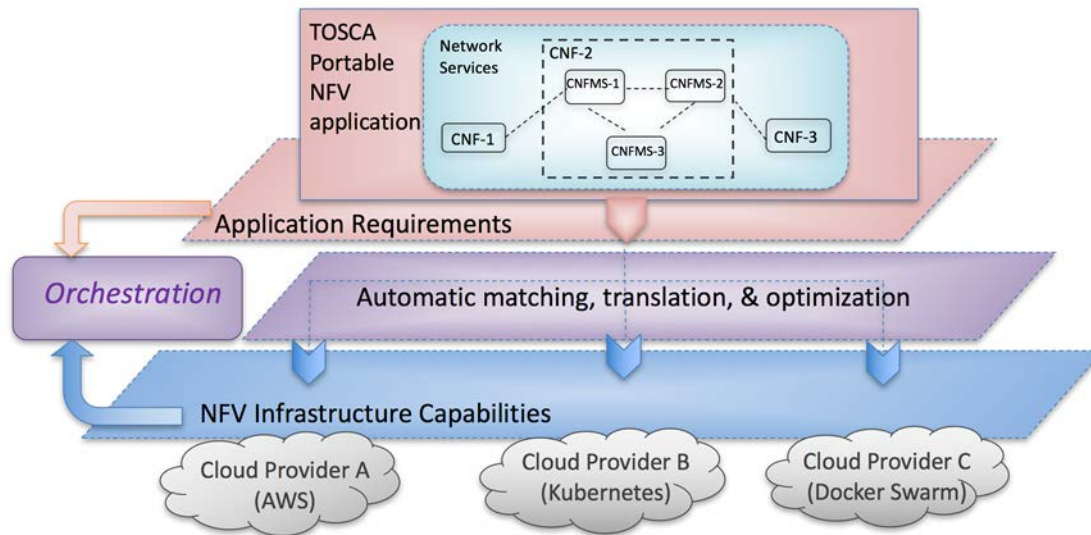 TOSCA
Portable
NFV
application
Network
Services
CNF-2
CNFMS-1
CNFMS-2
CNF-1
CNFMS-3
CNF-3
Application Requirements
Orchestration
Automatic matching, translation, & optimization
NFV Infrastructure Capabilities
Cloud Provider A
(AWS)
Cloud Provider B
(Kubernetes)
Cloud Provider C
(Docker Swarm)